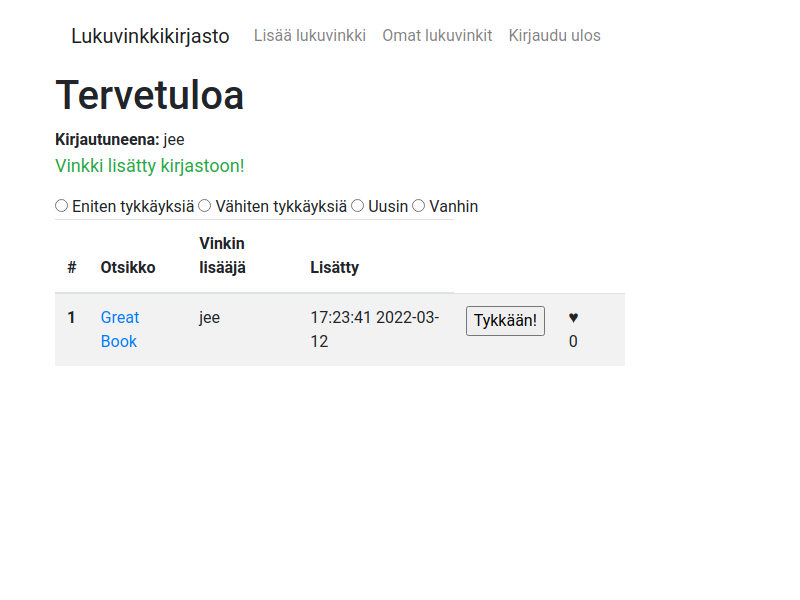 Lukuvinkkikirjasto Lisää lukuvinkki Omat lukuvinkit Kirjaudu ulos
Tervetuloa
Kirjautuneena: jee
Vinkki lisätty kirjastoon!
Eniten tykkäyksiä Vähiten tykkäyksiä Uusin Vanhin
Vinkin
# Otsikko lisääjä Lisätty
1 Great jee 17:23:41 2022-03- Tykkään! ♥
Book 12 0